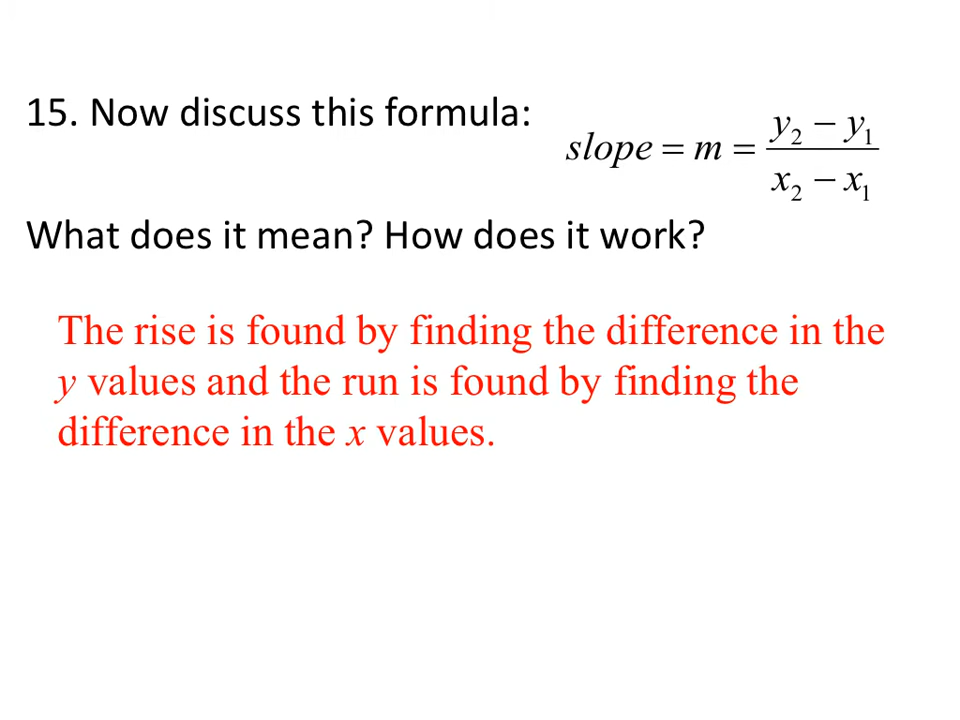 15. Now discuss this formula:
slope = m = (y₂ − y₁) / (x₂ − x₁)
What does it mean? How does it work?
The rise is found by finding the difference in the
y values and the run is found by finding the
difference in the x values.